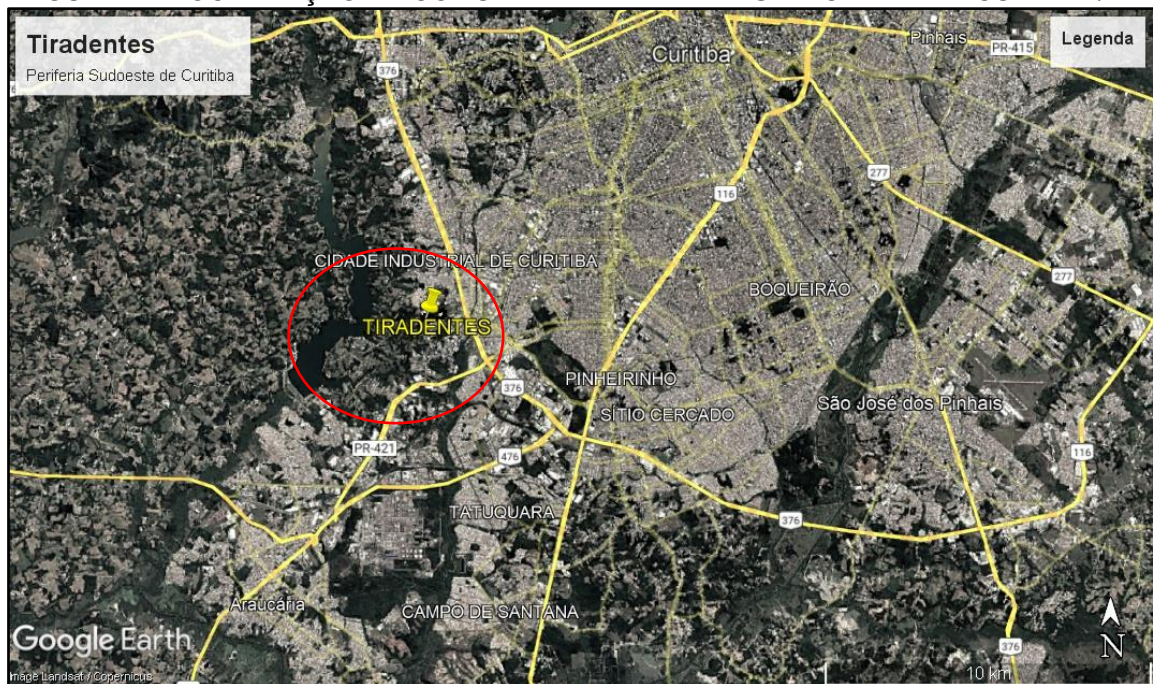 Tiradentes
Periferia Sudoeste de Curitiba
Legenda
Curitiba
Pinhais
PR-415
376
277
116
CIDADE INDUSTRIAL DE CURITIBA
277
BOQUEIRÃO
TIRADENTES
PINHEIRINHO
376
SÍTIO CERCADO
São José dos Pinhais
PR-421
476
116
TATUQUARA
376
Araucária
CAMPO DE SANTANA
Google Earth
N
376
Image Landsat / Copernicus
10 km